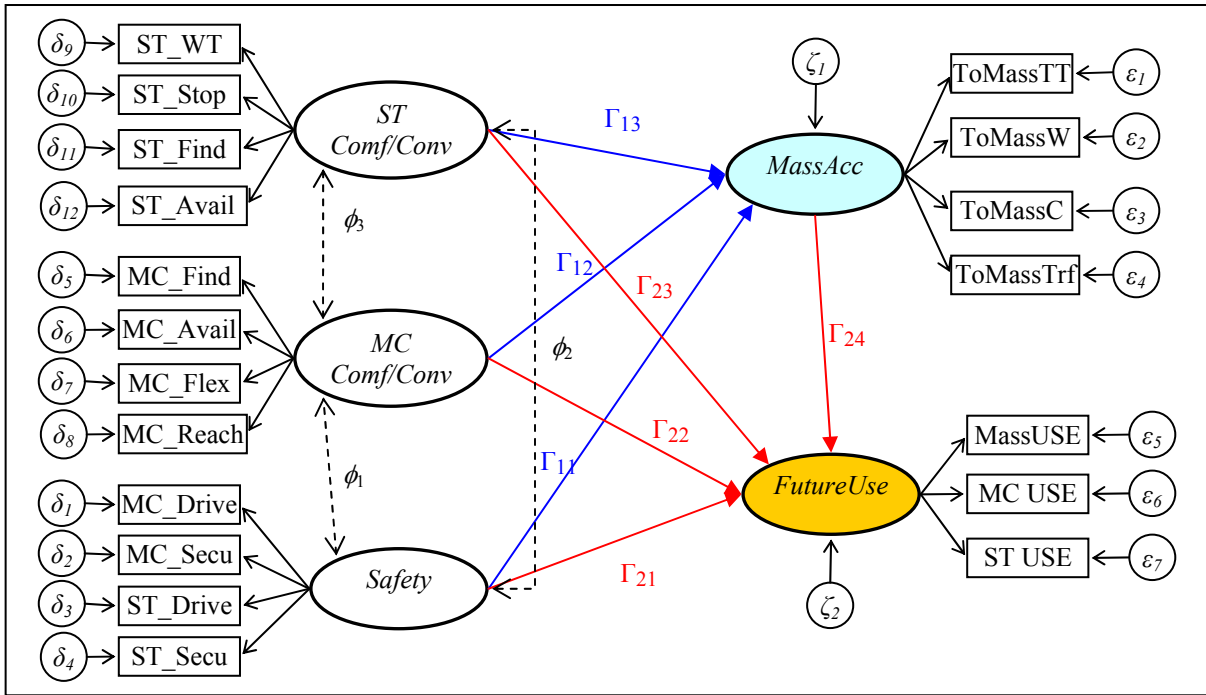 δ9
ST_WT
δ10
ST_Stop
δ11
ST_Find
δ12
ST_Avail
δ5
MC_Find
δ6
MC_Avail
δ7
MC_Flex
δ8
MC_Reach
δ1
MC_Drive
δ2
MC_Secu
δ3
ST_Drive
δ4
ST_Secu
ST
Comf/Conv
ϕ3
MC
Comf/Conv
ϕ1
Safety
ϕ2
Γ13
Γ12
Γ23
Γ24
Γ22
Γ11
Γ21
ζ1
MassAcc
FutureUse
ζ2
ToMassTT
ε1
ToMassW
ε2
ToMassC
ε3
ToMassTrf
ε4
MassUSE
ε5
MC USE
ε6
ST USE
ε7